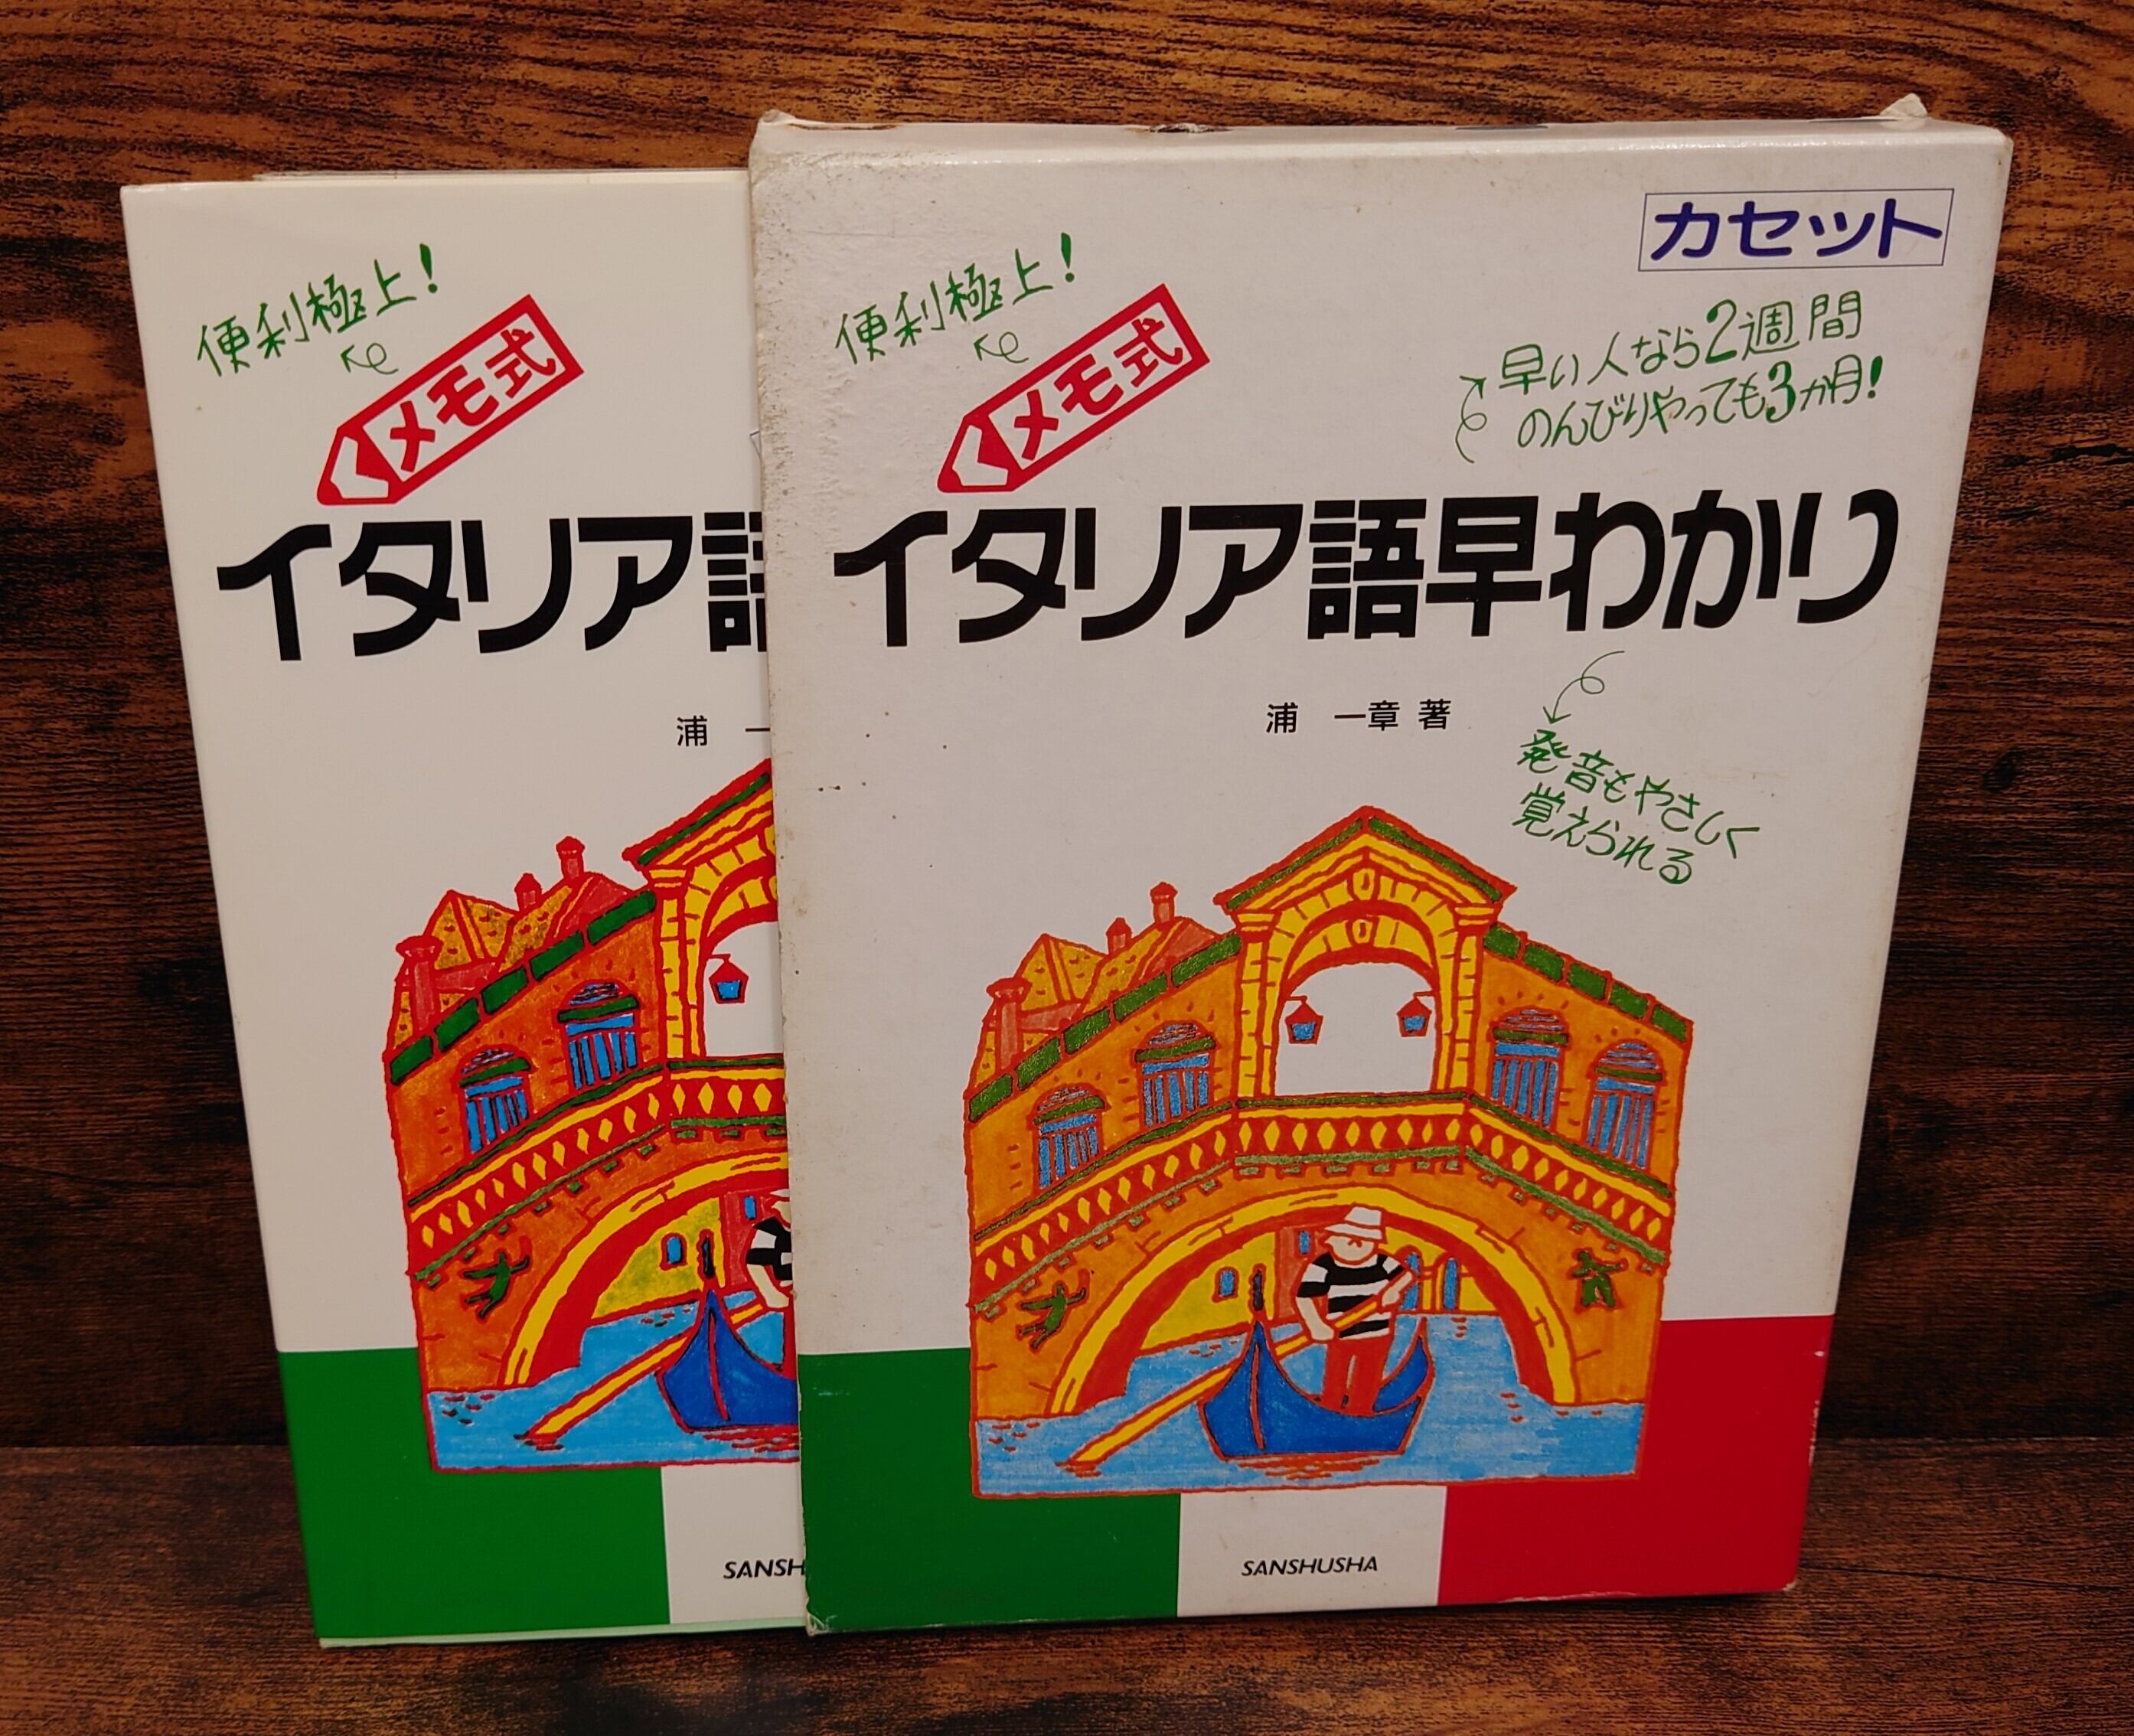 便利極上!
メモ式
イタリア語
浦 一
SANSH
カセット
便利極上!
メモ式
早い人なら2週間
のんびりやっても3か月!
イタリア語早わかり
浦 一章 著
発音もやさしく
覚えられる
SANSHUSHA